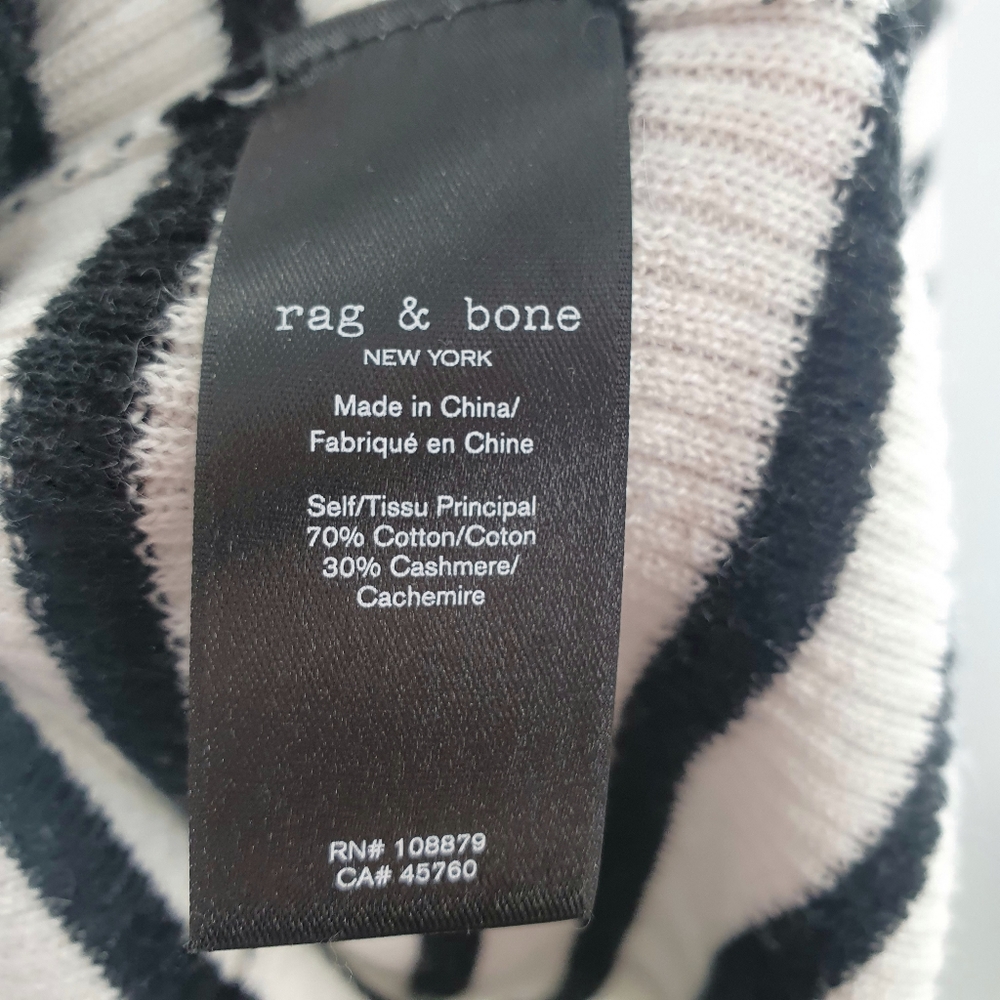 rag & bone
NEW YORK
Made in China/
Fabriqué en Chine
Self/Tissu Principal
70% Cotton/Coton
30% Cashmere/
Cachemire
RN# 108879
CA# 45760